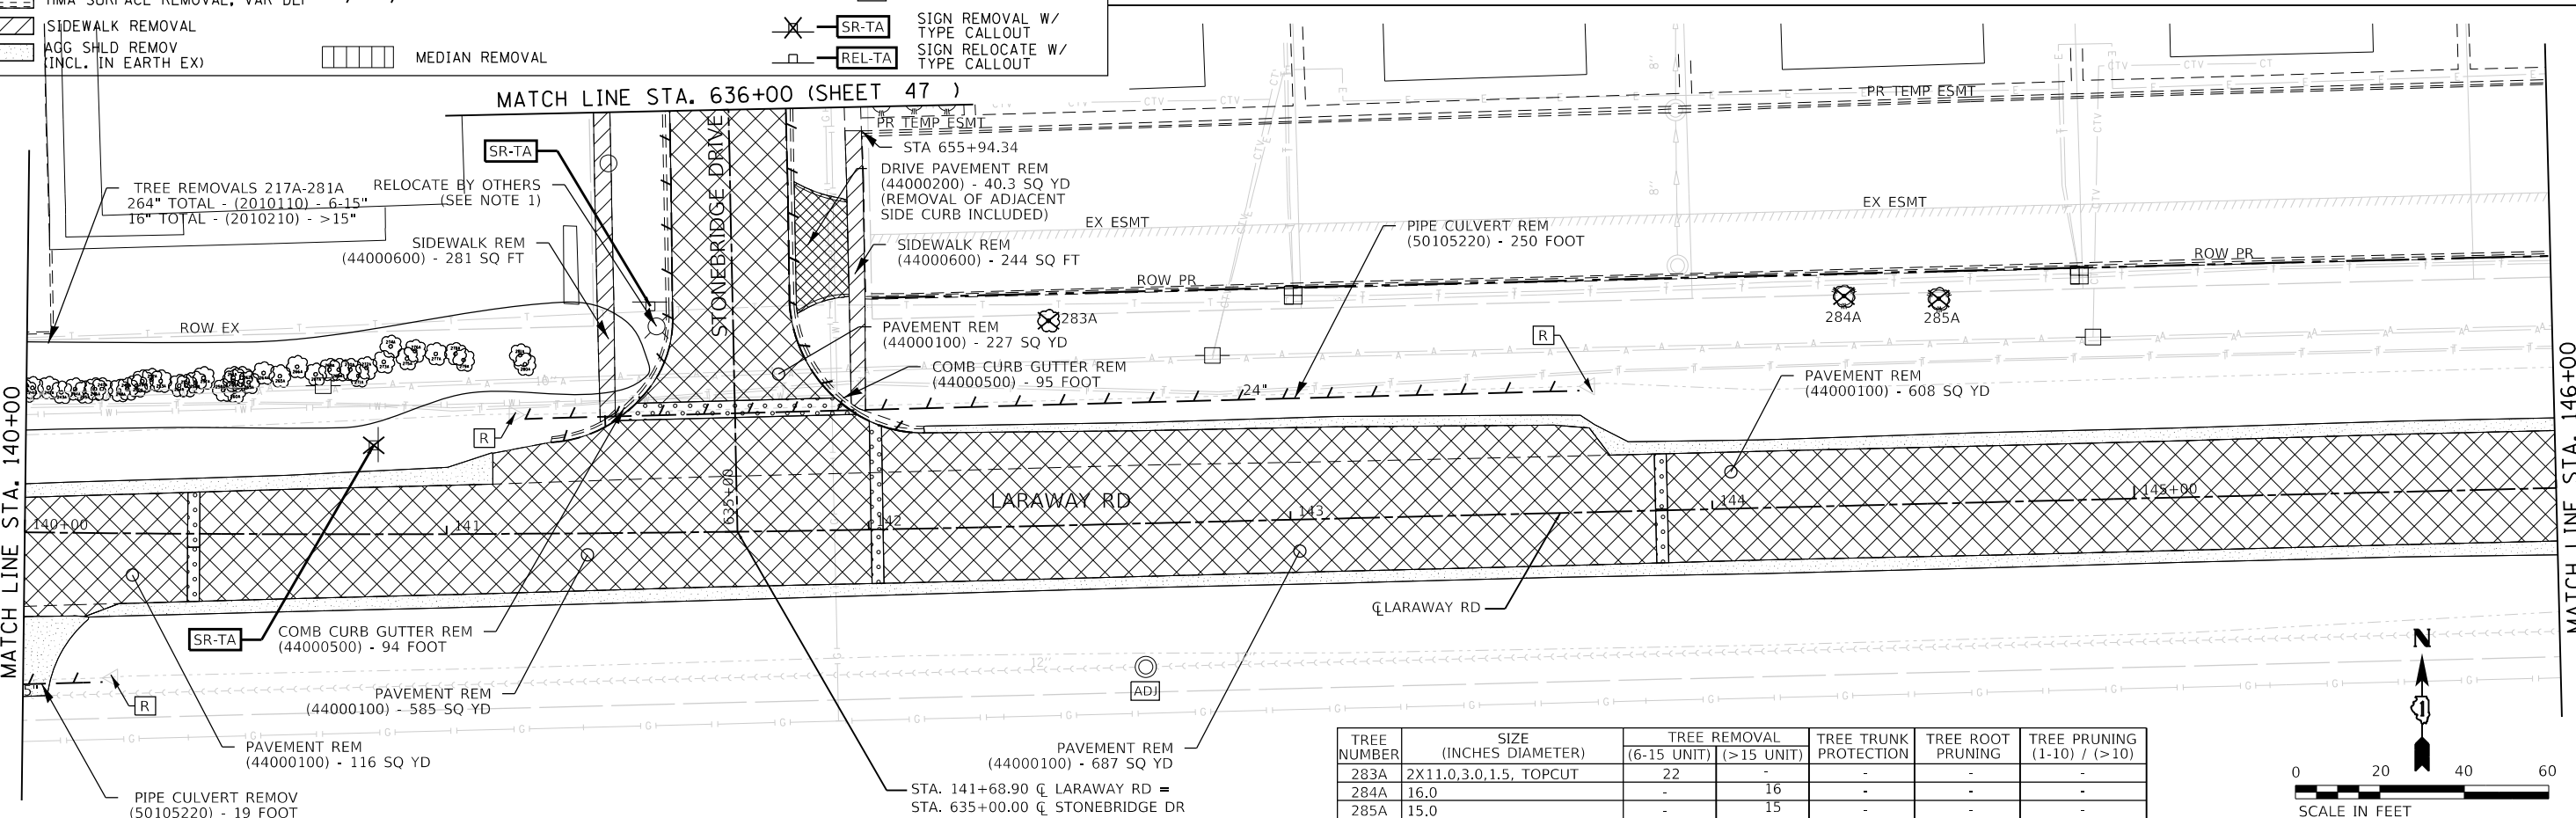 HMA SURFACE REMOVAL, VAR DEP
SIDEWALK REMOVAL
AGG SHLD REMOV
(INCL. IN EARTH EX)
MEDIAN REMOVAL
SR-TA
SIGN REMOVAL W/
TYPE CALLOUT
REL-TA
SIGN RELOCATE W/
TYPE CALLOUT
MATCH LINE STA. 636+00 (SHEET 47 )
PR TEMP ESMT
PR TEMP ESMT
STA 655+94.34
SR-TA
TREE REMOVALS 217A-281A
264" TOTAL - (2010110) - 6-15"
16" TOTAL - (2010210) - >15"
RELOCATE BY OTHERS
(SEE NOTE 1)
DRIVE PAVEMENT REM
(44000200) - 40.3 SQ YD
(REMOVAL OF ADJACENT
SIDE CURB INCLUDED)
STONEBRIDGE DRIVE
EX ESMT
EX ESMT
SIDEWALK REM
(44000600) - 281 SQ FT
SIDEWALK REM
(44000600) - 244 SQ FT
PIPE CULVERT REM
(50105220) - 250 FOOT
ROW PR
ROW PR
ROW EX
283A
284A
285A
R
PAVEMENT REM
(44000100) - 227 SQ YD
COMB CURB GUTTER REM
(44000500) - 95 FOOT
24"
10"
8"
8"
PAVEMENT REM
(44000100) - 608 SQ YD
MATCH LINE STA. 140+00
MATCH LINE STA. 146+00
R
635+00
LARAWAY RD
140+00
141
142
143
144
145+00
℄ LARAWAY RD
SR-TA
COMB CURB GUTTER REM
(44000500) - 94 FOOT
12"
ADJ
5"
R
PAVEMENT REM
(44000100) - 585 SQ YD
PAVEMENT REM
(44000100) - 116 SQ YD
PAVEMENT REM
(44000100) - 687 SQ YD
PIPE CULVERT REMOV
(50105220) - 19 FOOT
STA. 141+68.90 ℄ LARAWAY RD =
STA. 635+00.00 ℄ STONEBRIDGE DR
TREE NUMBER | SIZE (INCHES DIAMETER) | TREE REMOVAL (6-15 UNIT) (>15 UNIT) | TREE TRUNK PROTECTION | TREE ROOT PRUNING | TREE PRUNING (1-10) / (>10)
283A 2X11.0,3.0,1.5, TOPCUT 22 - - - -
284A 16.0 - 16 - - -
285A 15.0 - 15 - - -
N
0 20 40 60
SCALE IN FEET